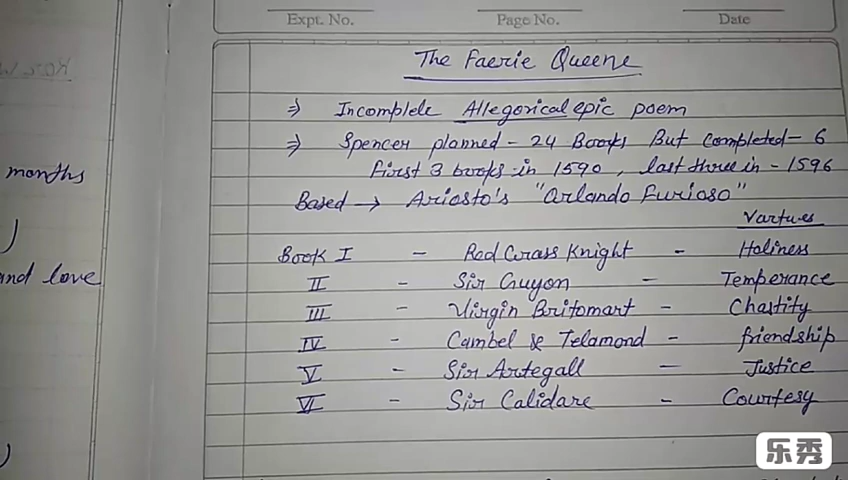 Expt. No.
Page No.
Date
The Faerie Queene
⇒ Incomplete Allegorical epic poem
⇒ Spencer planned - 24 Books But completed - 6
first 3 books in 1590, last three in - 1596
Based → Ariosto's "Orlando Furioso"
Vartues
Book I - Red Crass Knight - Holiness
II - Sir Guyon - Temperance
III - Virgin Britomart - Chastity
IV - Cambel & Telamond - friendship
V - Sir Artegall - Justice
VI - Sir Calidare - Courtesy
months
and love
乐秀